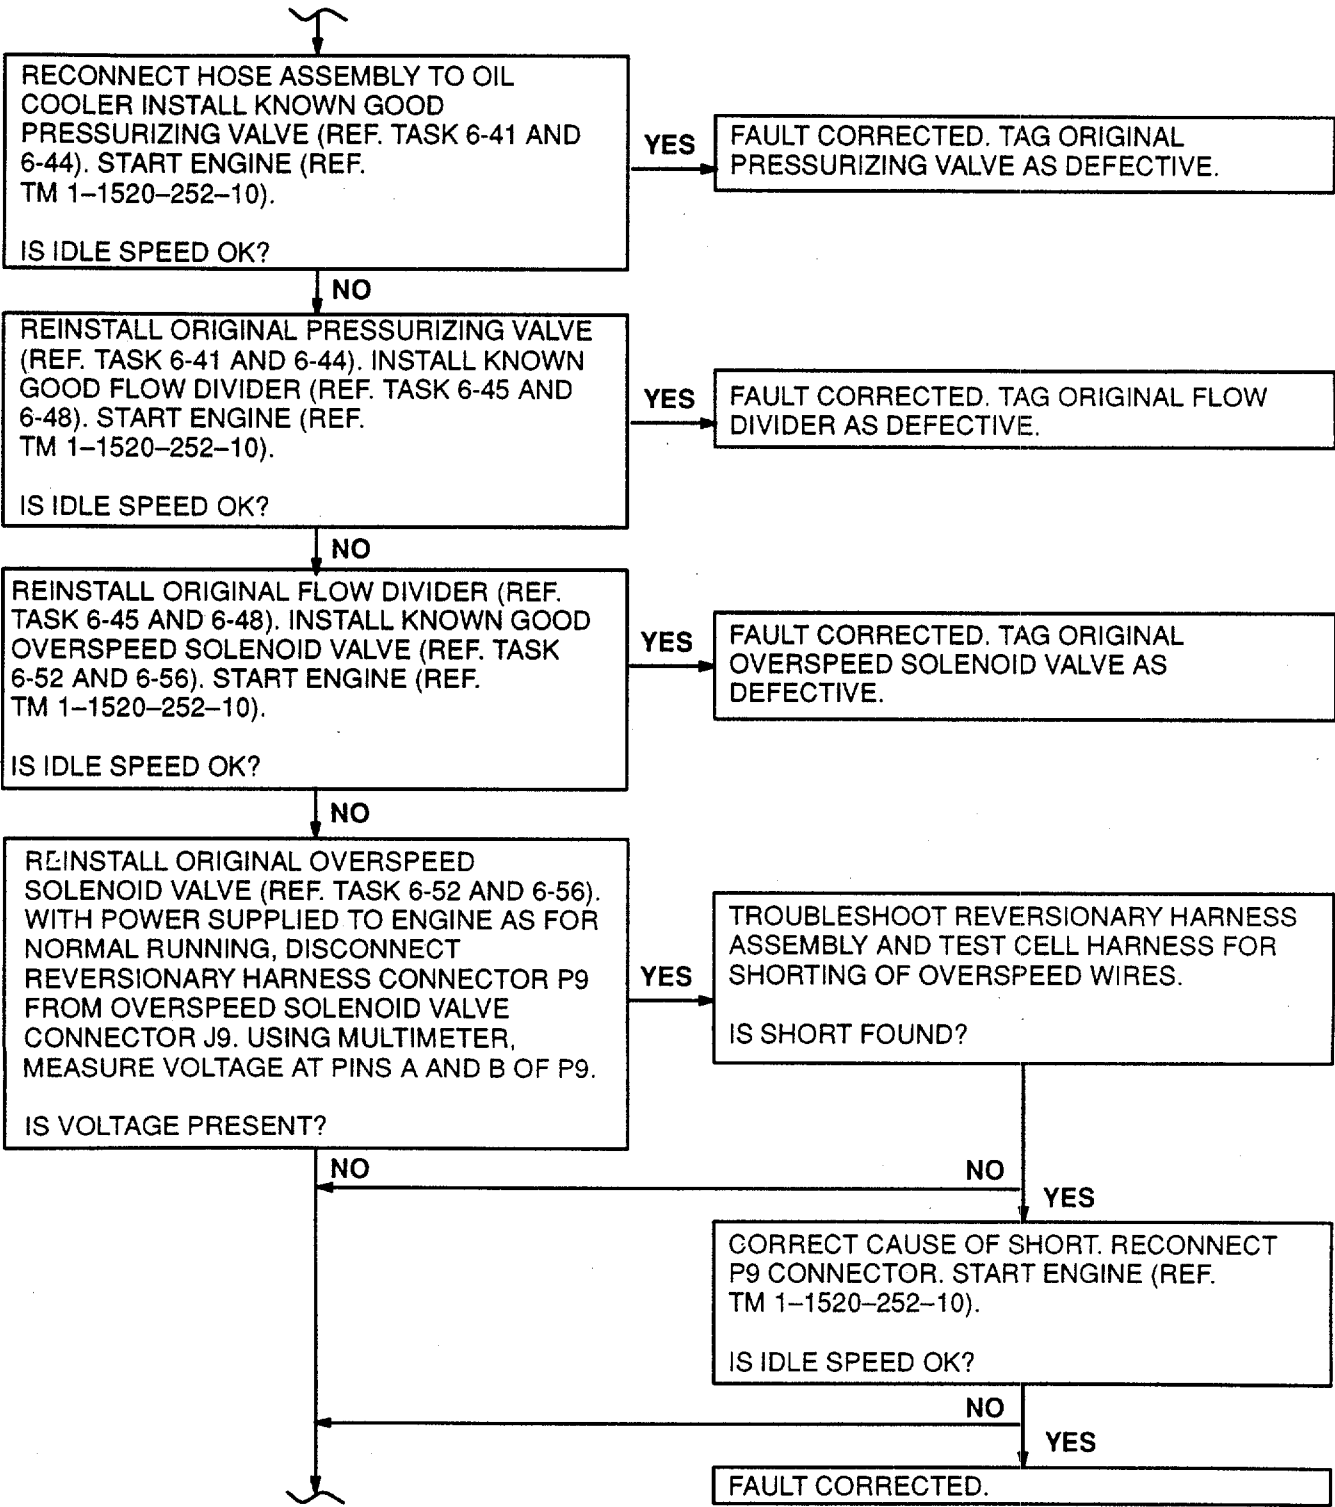 RECONNECT HOSE ASSEMBLY TO OIL
COOLER INSTALL KNOWN GOOD
PRESSURIZING VALVE (REF. TASK 6-41 AND
6-44). START ENGINE (REF.
TM 1–1520–252–10).
IS IDLE SPEED OK?
YES
FAULT CORRECTED. TAG ORIGINAL
PRESSURIZING VALVE AS DEFECTIVE.
NO
REINSTALL ORIGINAL PRESSURIZING VALVE
(REF. TASK 6-41 AND 6-44). INSTALL KNOWN
GOOD FLOW DIVIDER (REF. TASK 6-45 AND
6-48). START ENGINE (REF.
TM 1–1520–252–10).
IS IDLE SPEED OK?
YES
FAULT CORRECTED. TAG ORIGINAL FLOW
DIVIDER AS DEFECTIVE.
NO
REINSTALL ORIGINAL FLOW DIVIDER (REF.
TASK 6-45 AND 6-48). INSTALL KNOWN GOOD
OVERSPEED SOLENOID VALVE (REF. TASK
6-52 AND 6-56). START ENGINE (REF.
TM 1–1520–252–10).
IS IDLE SPEED OK?
YES
FAULT CORRECTED. TAG ORIGINAL
OVERSPEED SOLENOID VALVE AS
DEFECTIVE.
NO
REINSTALL ORIGINAL OVERSPEED
SOLENOID VALVE (REF. TASK 6-52 AND 6-56).
WITH POWER SUPPLIED TO ENGINE AS FOR
NORMAL RUNNING, DISCONNECT
REVERSIONARY HARNESS CONNECTOR P9
FROM OVERSPEED SOLENOID VALVE
CONNECTOR J9. USING MULTIMETER,
MEASURE VOLTAGE AT PINS A AND B OF P9.
IS VOLTAGE PRESENT?
YES
TROUBLESHOOT REVERSIONARY HARNESS
ASSEMBLY AND TEST CELL HARNESS FOR
SHORTING OF OVERSPEED WIRES.
IS SHORT FOUND?
NO
NO
YES
CORRECT CAUSE OF SHORT. RECONNECT
P9 CONNECTOR. START ENGINE (REF.
TM 1–1520–252–10).
IS IDLE SPEED OK?
NO
YES
FAULT CORRECTED.